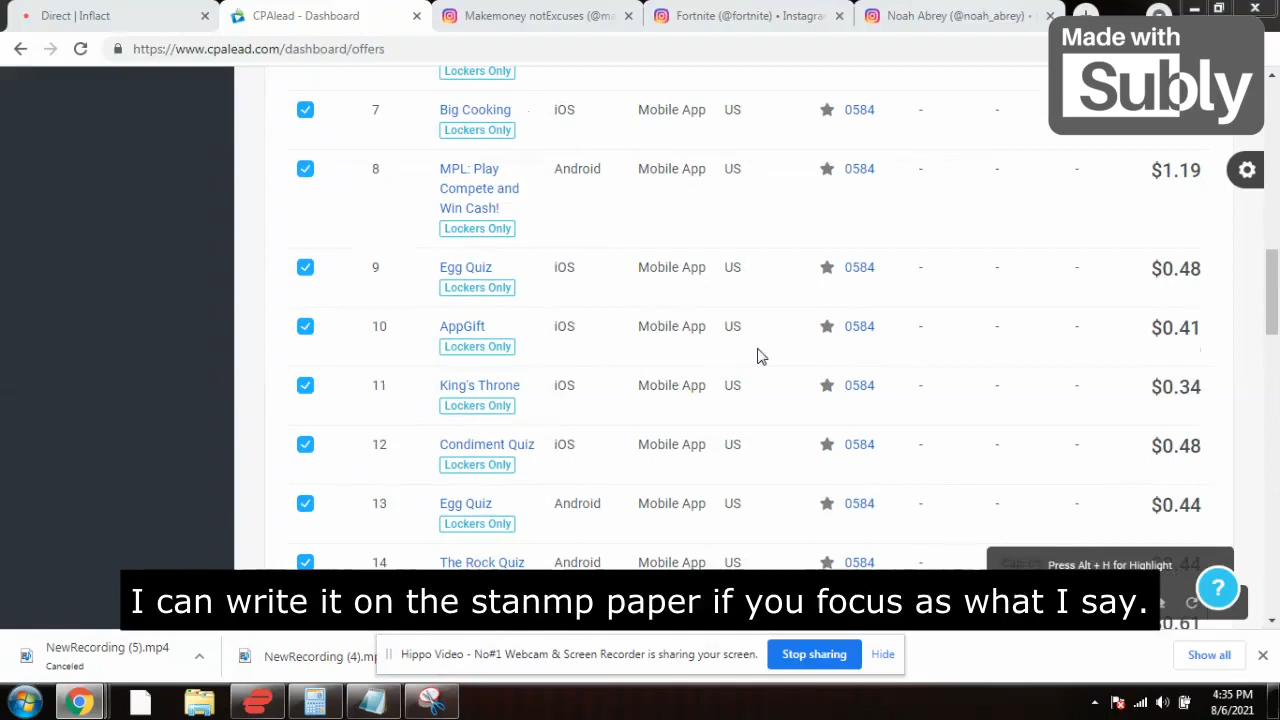 Direct | Inflact
CPAlead - Dashboard
Makemoney notExcuses (@ma
Fortnite (@fortnite) • Instagra
Noah Abrey (@noah_abrey) •
https://www.cpalead.com/dashboard/offers
Made with
Subly
Lockers Only
7 Big Cooking iOS Mobile App US 0584 - -
Lockers Only
8 MPL: Play Compete and Win Cash! Android Mobile App US 0584 - - - $1.19
Lockers Only
9 Egg Quiz iOS Mobile App US 0584 - - - $0.48
Lockers Only
10 AppGift iOS Mobile App US 0584 - - - $0.41
Lockers Only
11 King's Throne iOS Mobile App US 0584 - - - $0.34
Lockers Only
12 Condiment Quiz iOS Mobile App US 0584 - - - $0.48
Lockers Only
13 Egg Quiz Android Mobile App US 0584 - - - $0.44
Lockers Only
14 The Rock Quiz Android Mobile App US 0584
Press Alt + H for Highlight
?
I can write it on the stanmp paper if you focus as what I say.
NewRecording (5).mp4
Canceled
NewRecording (4).mp
Hippo Video - No#1 Webcam & Screen Recorder is sharing your screen.
Stop sharing
Hide
Show all
4:35 PM
8/6/2021